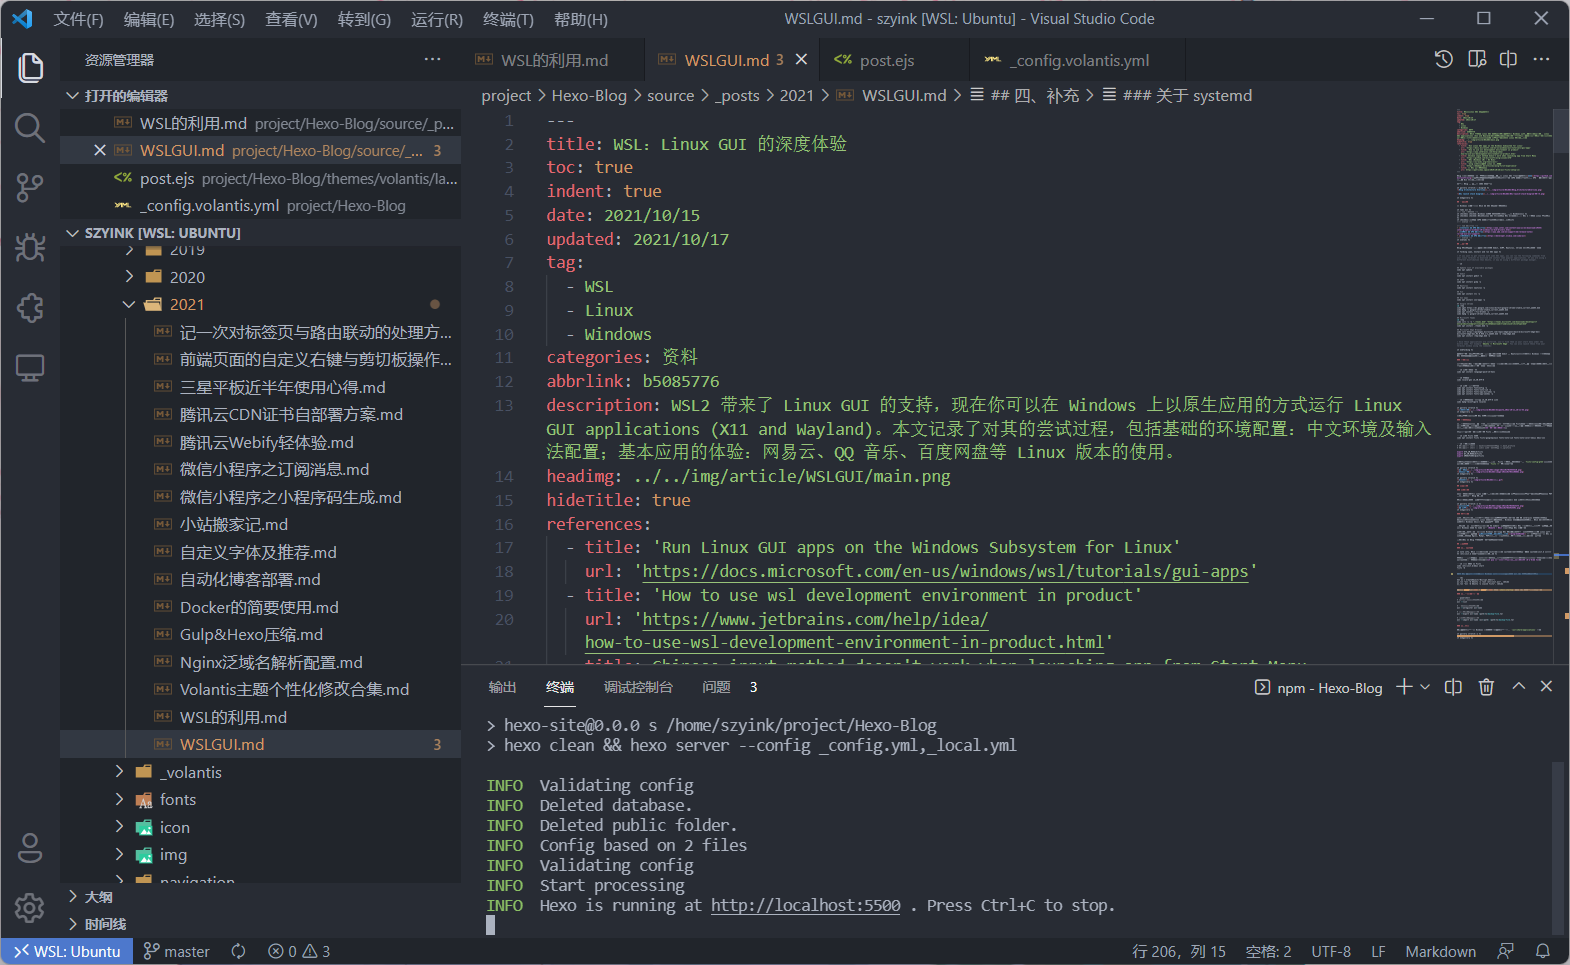 文件(F) 编辑(E) 选择(S) 查看(V) 转到(G) 运行(R) 终端(T) 帮助(H) WSLGUI.md - szyink [WSL: Ubuntu] - Visual Studio Code
资源管理器 ···
打开的编辑器
WSL的利用.md project/Hexo-Blog/source/_p...
WSLGUI.md project/Hexo-Blog/source/_... 3
post.ejs project/Hexo-Blog/themes/volantis/la...
_config.volantis.yml project/Hexo-Blog
SZYINK [WSL: UBUNTU]
2019
2020
2021
记一次对标签页与路由联动的处理方...
前端页面的自定义右键与剪切板操作...
三星平板近半年使用心得.md
腾讯云CDN证书自部署方案.md
腾讯云Webify轻体验.md
微信小程序之订阅消息.md
微信小程序之小程序码生成.md
小站搬家记.md
自定义字体及推荐.md
自动化博客部署.md
Docker的简要使用.md
Gulp&Hexo压缩.md
Nginx泛域名解析配置.md
Volantis主题个性化修改合集.md
WSL的利用.md
WSLGUI.md 3
_volantis
fonts
icon
img
navigation
大纲
时间线
WSL的利用.md WSLGUI.md 3 post.ejs _config.volantis.yml
project > Hexo-Blog > source > _posts > 2021 > WSLGUI.md > ## 四、补充 > ### 关于 systemd
1 ---
2 title: WSL：Linux GUI 的深度体验
3 toc: true
4 indent: true
5 date: 2021/10/15
6 updated: 2021/10/17
7 tag:
8 - WSL
9 - Linux
10 - Windows
11 categories: 资料
12 abbrlink: b5085776
13 description: WSL2 带来了 Linux GUI 的支持，现在你可以在 Windows 上以原生应用的方式运行 Linux
GUI applications (X11 and Wayland)。本文记录了对其的尝试过程，包括基础的环境配置：中文环境及输入
法配置；基本应用的体验：网易云、QQ 音乐、百度网盘等 Linux 版本的使用。
14 headimg: ../../img/article/WSLGUI/main.png
15 hideTitle: true
16 references:
17 - title: 'Run Linux GUI apps on the Windows Subsystem for Linux'
18 url: 'https://docs.microsoft.com/en-us/windows/wsl/tutorials/gui-apps'
19 - title: 'How to use wsl development environment in product'
20 url: 'https://www.jetbrains.com/help/idea/
how-to-use-wsl-development-environment-in-product.html'
21 - title: Chinese input method doesn't work when launching app from Start Menu
输出 终端 调试控制台 问题 3 npm - Hexo-Blog
> hexo-site@0.0.0 s /home/szyink/project/Hexo-Blog
> hexo clean && hexo server --config _config.yml,_local.yml
INFO Validating config
INFO Deleted database.
INFO Deleted public folder.
INFO Config based on 2 files
INFO Validating config
INFO Start processing
INFO Hexo is running at http://localhost:5500 . Press Ctrl+C to stop.
WSL: Ubuntu master 0 3 行 206，列 15 空格: 2 UTF-8 LF Markdown